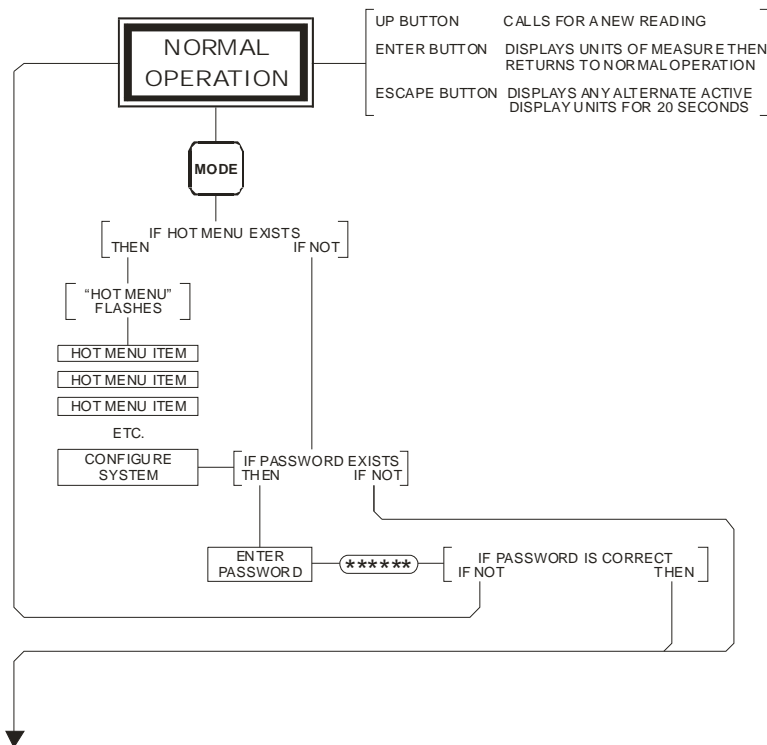 NORMAL
OPERATION
UP BUTTON CALLS FOR A NEW READING
ENTER BUTTON DISPLAYS UNITS OF MEASURE THEN
RETURNS TO NORMAL OPERATION
ESCAPE BUTTON DISPLAYS ANY ALTERNATE ACTIVE
DISPLAY UNITS FOR 20 SECONDS
MODE
IF HOT MENU EXISTS
THEN IF NOT
“HOT MENU”
FLASHES
HOT MENU ITEM
HOT MENU ITEM
HOT MENU ITEM
ETC.
CONFIGURE
SYSTEM
IF PASSWORD EXISTS
THEN IF NOT
ENTER
PASSWORD
******
IF PASSWORD IS CORRECT
IF NOT THEN